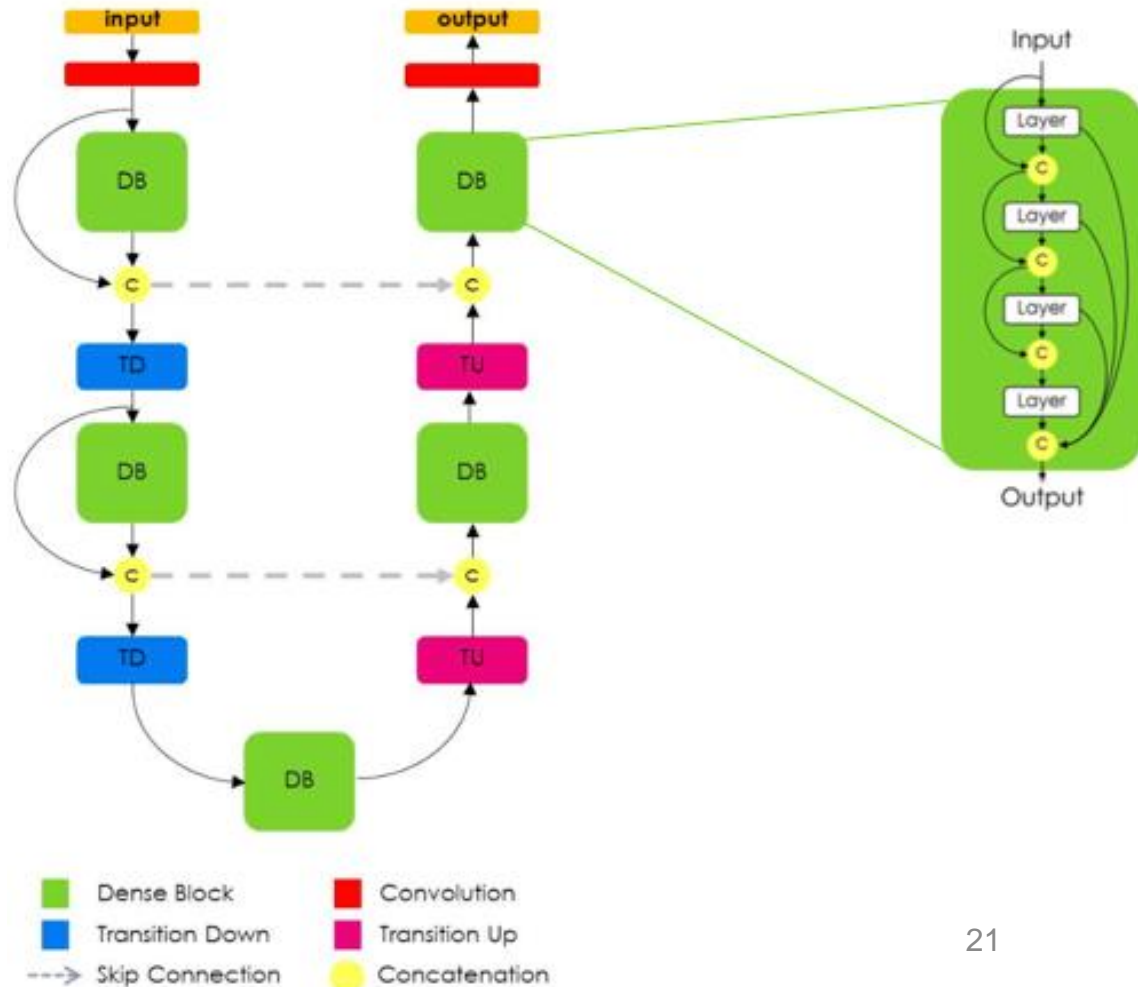 input
output
DB
C
TD
DB
C
TD
DB
TU
C
DB
TU
C
DB
Input
Layer
C
Layer
C
Layer
C
Layer
C
Output
Dense Block
Convolution
Transition Down
Transition Up
Skip Connection
Concatenation
21